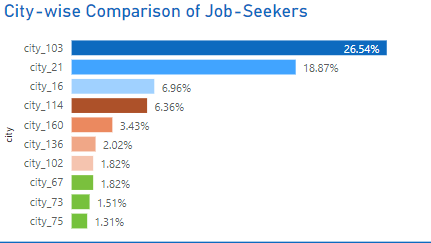 City-wise Comparison of Job-Seekers
city_103 26.54%
city_21 18.87%
city_16 6.96%
city_114 6.36%
city_160 3.43%
city_136 2.02%
city_102 1.82%
city_67 1.82%
city_73 1.51%
city_75 1.31%
city